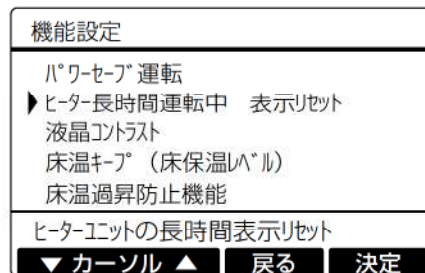 機能設定
ﾊﾟﾜｰｾｰﾌﾞ運転
▶ﾋｰﾀｰ長時間運転中　表示ﾘｾｯﾄ
液晶ｺﾝﾄﾗｽﾄ
床温ｷｰﾌﾟ（床保温ﾚﾍﾞﾙ）
床温過昇防止機能
ﾋｰﾀｰﾕﾆｯﾄの長時間表示ﾘｾｯﾄ
▼ カーソル ▲ 戻る 決定